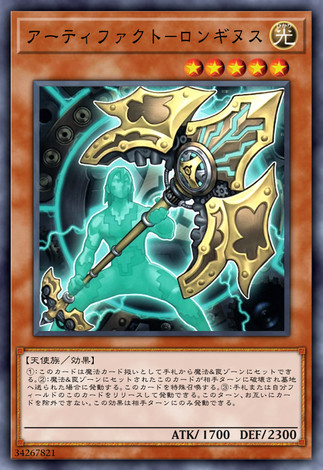 アーティファクト－ロンギヌス
光
【天使族／効果】
①：このカードは魔法カード扱いとして手札から魔法&罠ゾーンにセットでき
る。②：魔法&罠ゾーンにセットされたこのカードが相手ターンに破壊され墓地
へ送られた場合に発動する。このカードを特殊召喚する。③：手札または自分フ
ィールドのこのカードをリリースして発動できる。このターン、お互いにカード
を除外できない。この効果は相手ターンにのみ発動できる。
ATK/ 1700 DEF/ 2300
34267821